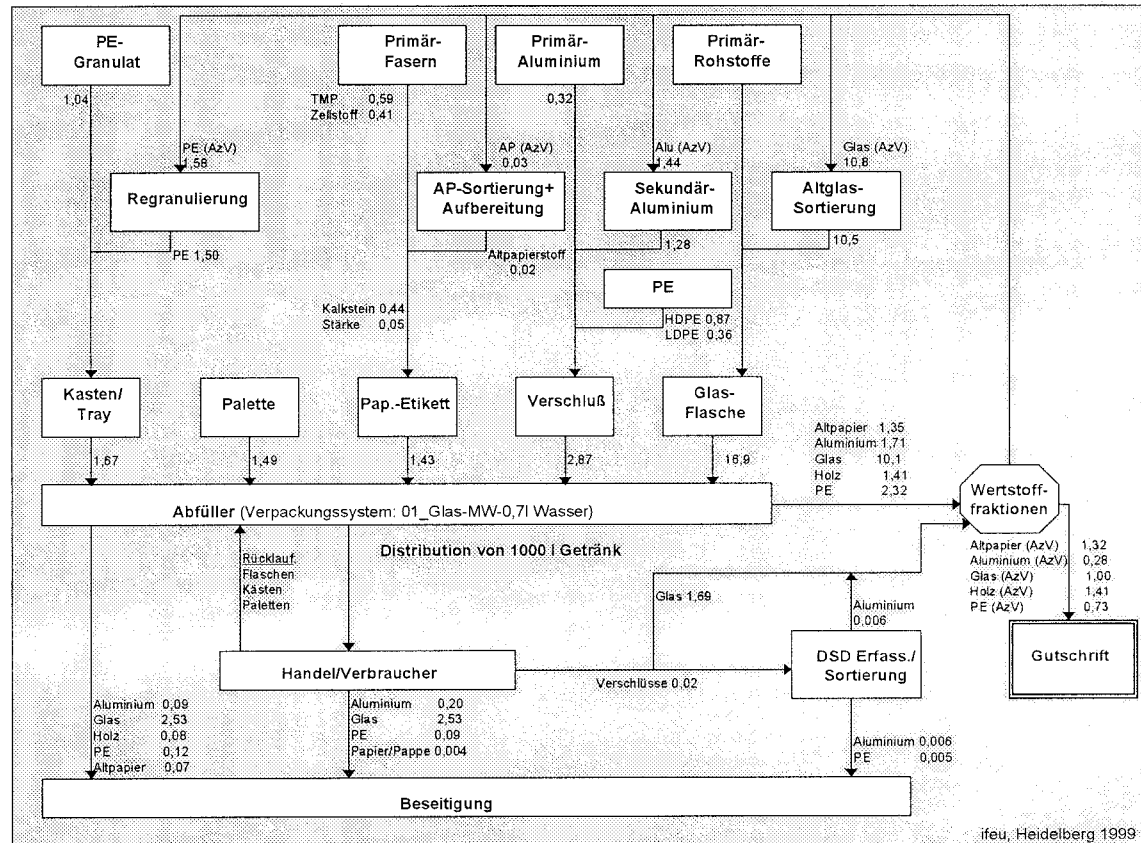 PE-
Granulat
Primär-
Fasern
Primär-
Aluminium
Primär-
Rohstoffe
1,04
TMP 0,59
Zellstoff 0,41
0,32
PE (AzV)
1,58
AP (AzV)
0,03
Alu (AzV)
1,44
Glas (AzV)
10,8
Regranulierung
AP-Sortierung+
Aufbereitung
Sekundär-
Aluminium
Altglas-
Sortierung
PE 1,50
Altpapierstoff
0,02
1,28
10,5
PE
Kalkstein 0,44
Stärke 0,05
HDPE 0,87
LDPE 0,36
Kasten/
Tray
Palette
Pap.-Etikett
Verschluß
Glas-
Flasche
1,67
1,49
1,43
2,87
16,9
Altpapier 1,35
Aluminium 1,71
Glas 10,1
Holz 1,41
PE 2,32
Wertstoff-
fraktionen
Abfüller (Verpackungssystem: 01_Glas-MW-0,7l Wasser)
Distribution von 1000 l Getränk
Rücklauf:
Flaschen
Kästen
Paletten
Altpapier (AzV) 1,32
Aluminium (AzV) 0,28
Glas (AzV) 1,00
Holz (AzV) 1,41
PE (AzV) 0,73
Glas 1,69
Aluminium
0,006
Handel/Verbraucher
Verschlüsse 0,02
DSD Erfass./
Sortierung
Gutschrift
Aluminium 0,09
Glas 2,53
Holz 0,08
PE 0,12
Altpapier 0,07
Aluminium 0,20
Glas 2,53
PE 0,09
Papier/Pappe 0,004
Aluminium 0,006
PE 0,005
Beseitigung
ifeu, Heidelberg 1999